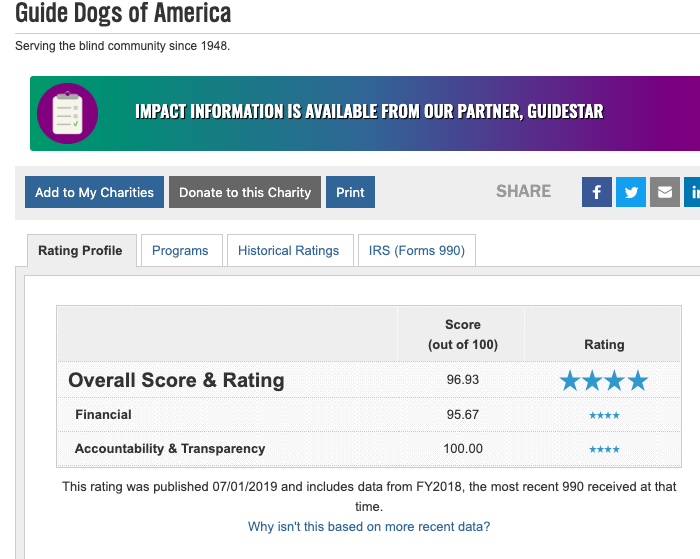 Guide Dogs of America
Serving the blind community since 1948.
IMPACT INFORMATION IS AVAILABLE FROM OUR PARTNER, GUIDESTAR
Add to My Charities Donate to this Charity Print SHARE f in
Rating Profile Programs Historical Ratings IRS (Forms 990)
Score
(out of 100) Rating
Overall Score & Rating 96.93
Financial 95.67
Accountability & Transparency 100.00
This rating was published 07/01/2019 and includes data from FY2018, the most recent 990 received at that
time.
Why isn't this based on more recent data?